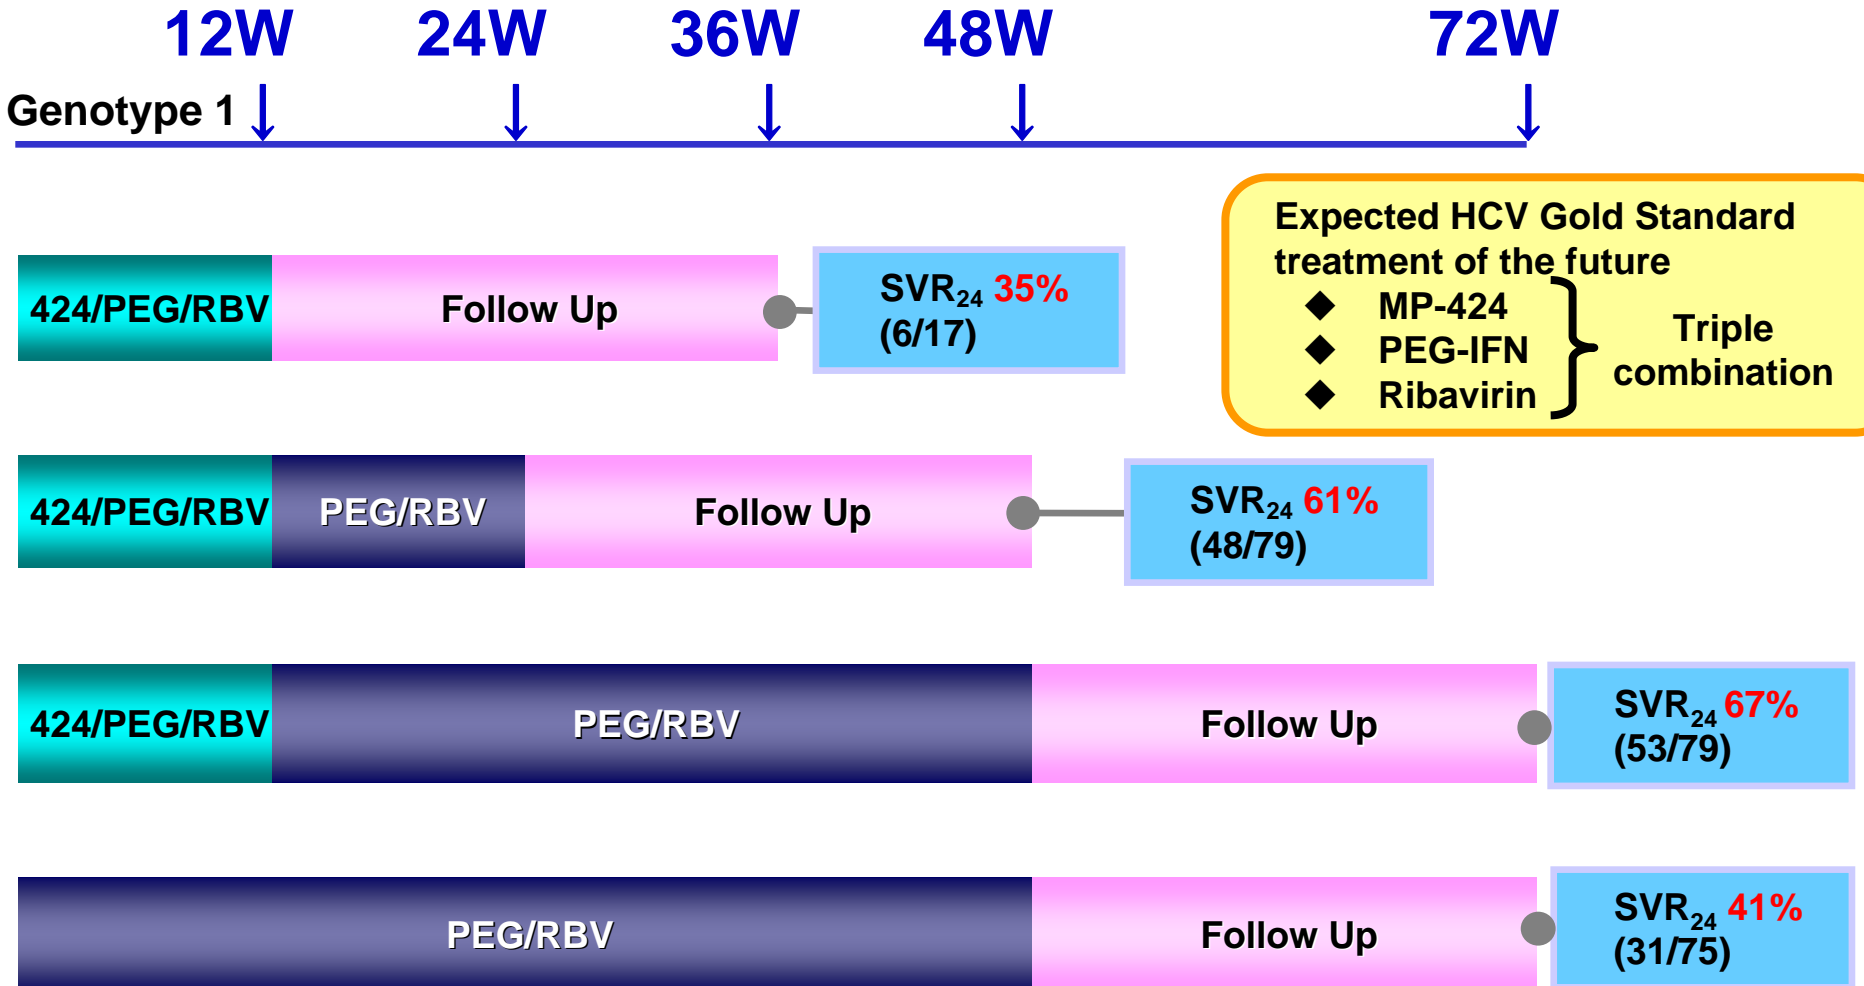 12W 24W 36W 48W 72W
Genotype 1
Expected HCV Gold Standard
treatment of the future
◆ MP-424
◆ PEG-IFN
◆ Ribavirin
Triple
combination
424/PEG/RBV Follow Up
SVR24 35%
(6/17)
424/PEG/RBV PEG/RBV Follow Up
SVR24 61%
(48/79)
424/PEG/RBV PEG/RBV Follow Up
SVR24 67%
(53/79)
PEG/RBV Follow Up
SVR24 41%
(31/75)